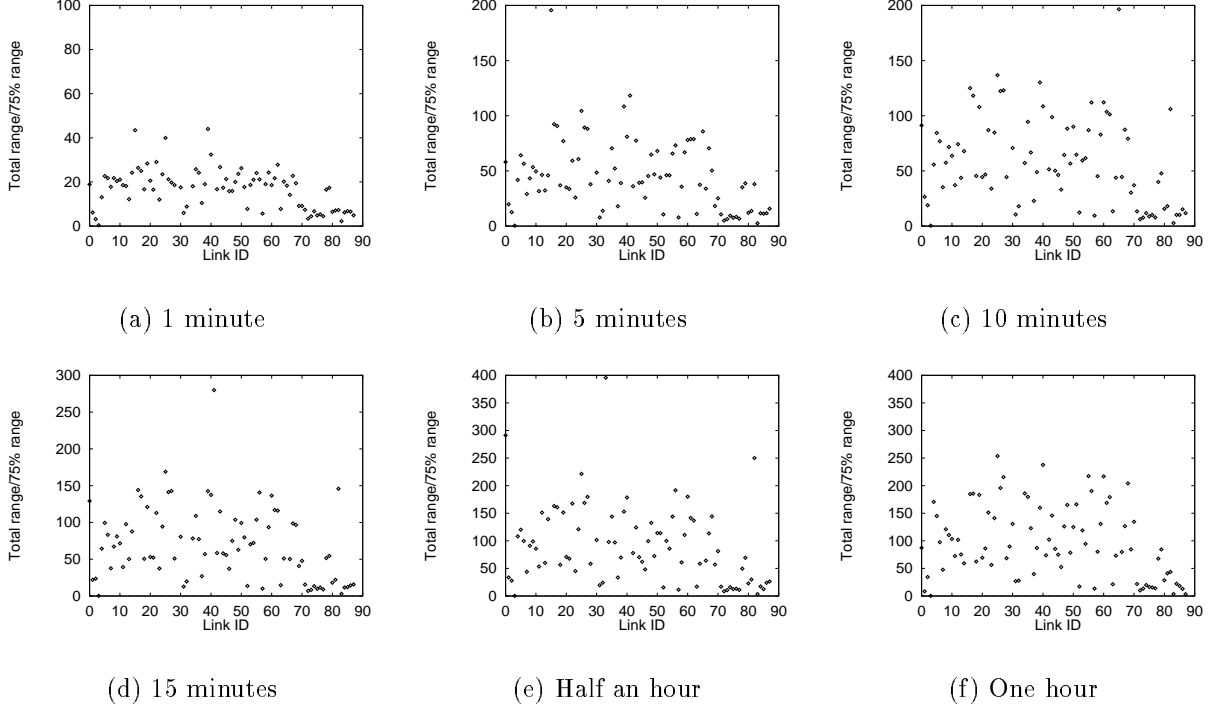 100
80
60
40
20
0
0 10 20 30 40 50 60 70 80 90
Total range/75% range
Link ID
(a) 1 minute
200
150
100
50
0
0 10 20 30 40 50 60 70 80 90
Total range/75% range
Link ID
(b) 5 minutes
200
150
100
50
0
0 10 20 30 40 50 60 70 80 90
Total range/75% range
Link ID
(c) 10 minutes
300
250
200
150
100
50
0
0 10 20 30 40 50 60 70 80 90
Total range/75% range
Link ID
(d) 15 minutes
400
350
300
250
200
150
100
50
0
0 10 20 30 40 50 60 70 80 90
Total range/75% range
Link ID
(e) Half an hour
400
350
300
250
200
150
100
50
0
0 10 20 30 40 50 60 70 80 90
Total range/75% range
Link ID
(f) One hour